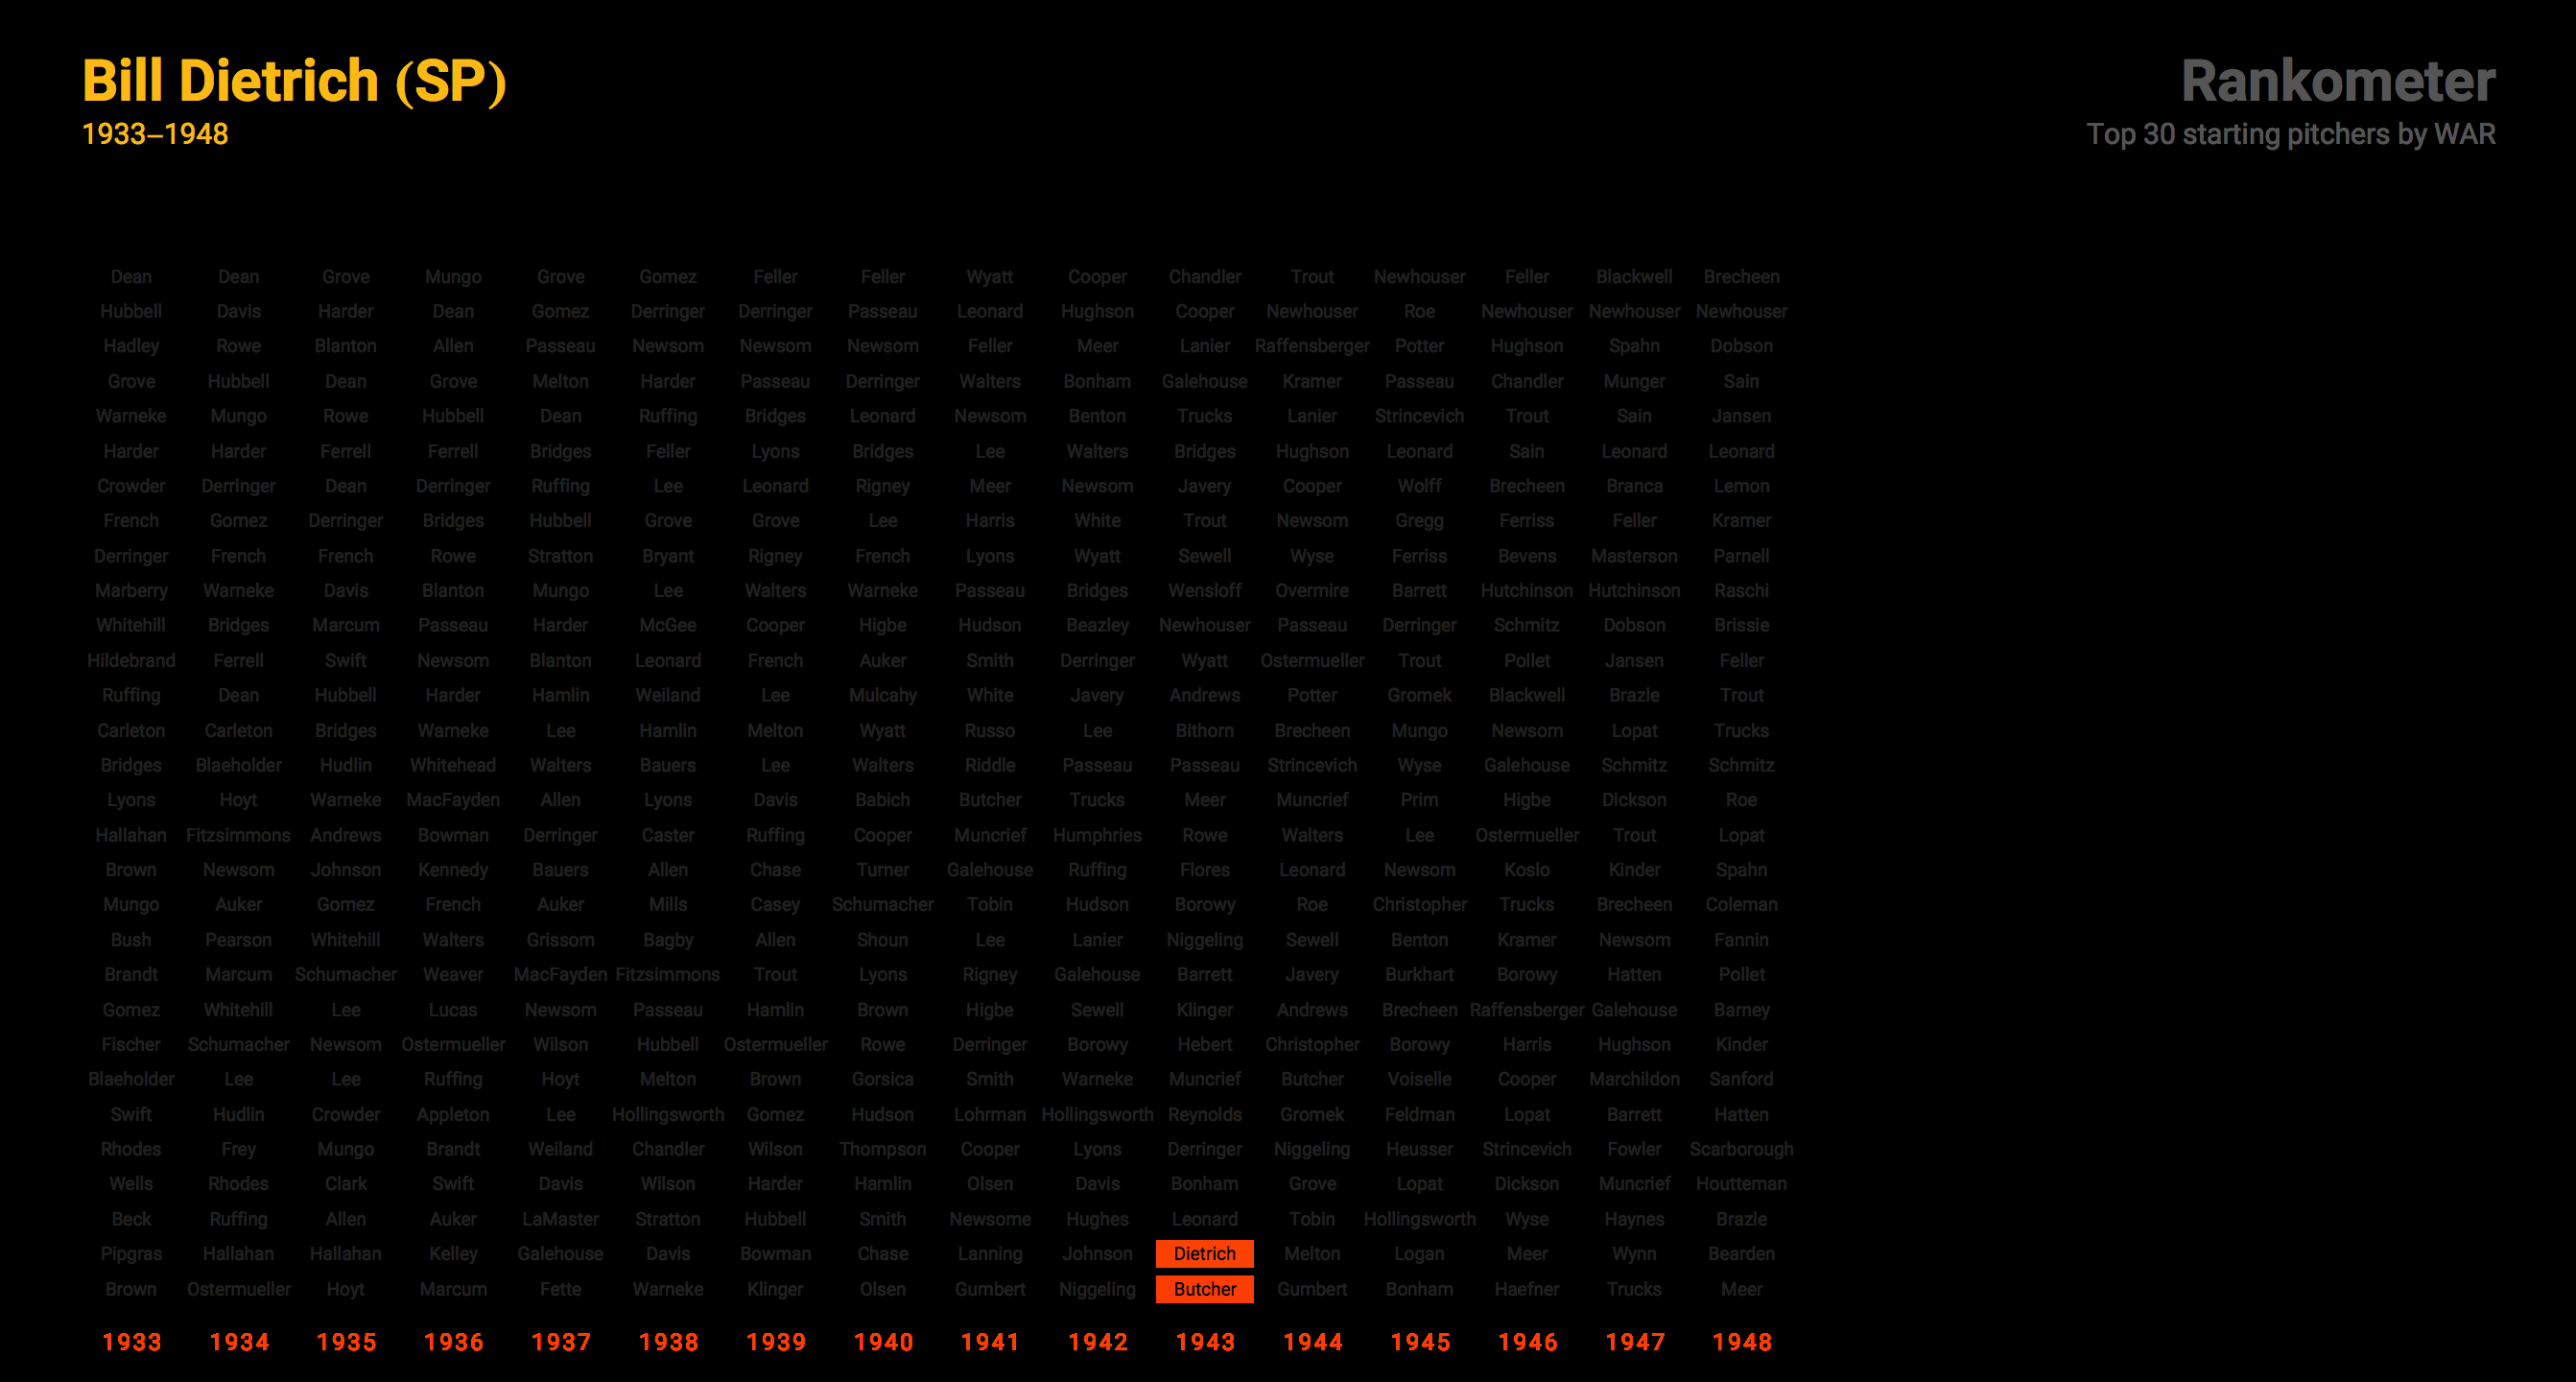 Bill Dietrich (SP)
1933–1948
Rankometer
Top 30 starting pitchers by WAR
Dean Dean Grove Mungo Grove Gomez Feller Feller Wyatt Cooper Chandler Trout Newhouser Feller Blackwell Brecheen
Hubbell Davis Harder Dean Gomez Derringer Derringer Passeau Leonard Hughson Cooper Newhouser Roe Newhouser Newhouser Newhouser
Hadley Rowe Blanton Allen Passeau Newsom Newsom Newsom Feller Meer Lanier Raffensberger Potter Hughson Spahn Dobson
Grove Hubbell Dean Grove Melton Harder Passeau Derringer Walters Bonham Galehouse Kramer Passeau Chandler Munger Sain
Warneke Mungo Rowe Hubbell Dean Ruffing Bridges Leonard Newsom Benton Trucks Lanier Strincevich Trout Sain Jansen
Harder Harder Ferrell Ferrell Bridges Feller Lyons Bridges Lee Walters Bridges Hughson Leonard Sain Leonard Leonard
Crowder Derringer Dean Derringer Ruffing Lee Leonard Rigney Meer Newsom Javery Cooper Wolff Brecheen Branca Lemon
French Gomez Derringer Bridges Hubbell Grove Grove Lee Harris White Trout Newsom Gregg Ferriss Feller Kramer
Derringer French French Rowe Stratton Bryant Rigney French Lyons Wyatt Sewell Wyse Ferriss Bevens Masterson Parnell
Marberry Warneke Davis Blanton Mungo Lee Walters Warneke Passeau Bridges Wensloff Overmire Barrett Hutchinson Hutchinson Raschi
Whitehill Bridges Marcum Passeau Harder McGee Cooper Higbe Hudson Beazley Newhouser Passeau Derringer Schmitz Dobson Brissie
Hildebrand Ferrell Swift Newsom Blanton Leonard French Auker Smith Derringer Wyatt Ostermueller Trout Pollet Jansen Feller
Ruffing Dean Hubbell Harder Hamlin Weiland Lee Mulcahy White Javery Andrews Potter Gromek Blackwell Brazle Trout
Carleton Carleton Bridges Warneke Lee Hamlin Melton Wyatt Russo Lee Bithorn Brecheen Mungo Newsom Lopat Trucks
Bridges Blaeholder Hudlin Whitehead Walters Bauers Lee Walters Riddle Passeau Passeau Strincevich Wyse Galehouse Schmitz Schmitz
Lyons Hoyt Warneke MacFayden Allen Lyons Davis Babich Butcher Trucks Meer Muncrief Prim Higbe Dickson Roe
Hallahan Fitzsimmons Andrews Bowman Derringer Caster Ruffing Cooper Muncrief Humphries Rowe Walters Lee Ostermueller Trout Lopat
Brown Newsom Johnson Kennedy Bauers Allen Chase Turner Galehouse Ruffing Flores Leonard Newsom Koslo Kinder Spahn
Mungo Auker Gomez French Auker Mills Casey Schumacher Tobin Hudson Borowy Roe Christopher Trucks Brecheen Coleman
Bush Pearson Whitehill Walters Grissom Bagby Allen Shoun Lee Lanier Niggeling Sewell Benton Kramer Newsom Fannin
Brandt Marcum Schumacher Weaver MacFayden Fitzsimmons Trout Lyons Rigney Galehouse Barrett Javery Burkhart Borowy Hatten Pollet
Gomez Whitehill Lee Lucas Newsom Passeau Hamlin Brown Higbe Sewell Klinger Andrews Brecheen Raffensberger Galehouse Barney
Fischer Schumacher Newsom Ostermueller Wilson Hubbell Ostermueller Rowe Derringer Borowy Hebert Christopher Borowy Harris Hughson Kinder
Blaeholder Lee Lee Ruffing Hoyt Melton Brown Gorsica Smith Warneke Muncrief Butcher Voiselle Cooper Marchildon Sanford
Swift Hudlin Crowder Appleton Lee Hollingsworth Gomez Hudson Lohrman Hollingsworth Reynolds Gromek Feldman Lopat Barrett Hatten
Rhodes Frey Mungo Brandt Weiland Chandler Wilson Thompson Cooper Lyons Derringer Niggeling Heusser Strincevich Fowler Scarborough
Wells Rhodes Clark Swift Davis Wilson Harder Hamlin Olsen Davis Bonham Grove Lopat Dickson Muncrief Houtteman
Beck Ruffing Allen Auker LaMaster Stratton Hubbell Smith Newsome Hughes Leonard Tobin Hollingsworth Wyse Haynes Brazle
Pipgras Hallahan Hallahan Kelley Galehouse Davis Bowman Chase Lanning Johnson Dietrich Melton Logan Meer Wynn Bearden
Brown Ostermueller Hoyt Marcum Fette Warneke Klinger Olsen Gumbert Niggeling Butcher Gumbert Bonham Haefner Trucks Meer
1933 1934 1935 1936 1937 1938 1939 1940 1941 1942 1943 1944 1945 1946 1947 1948